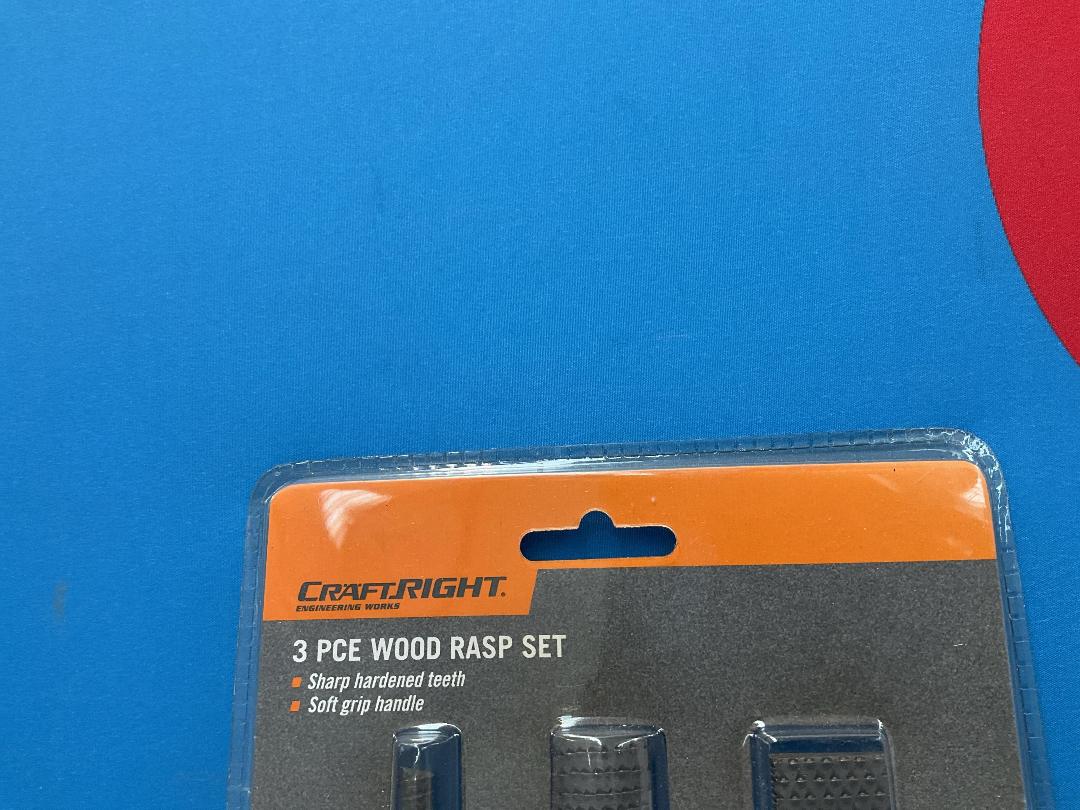 CRAFTRIGHT®
ENGINEERING WORKS
3 PCE WOOD RASP SET
Sharp hardened teeth
Soft grip handle